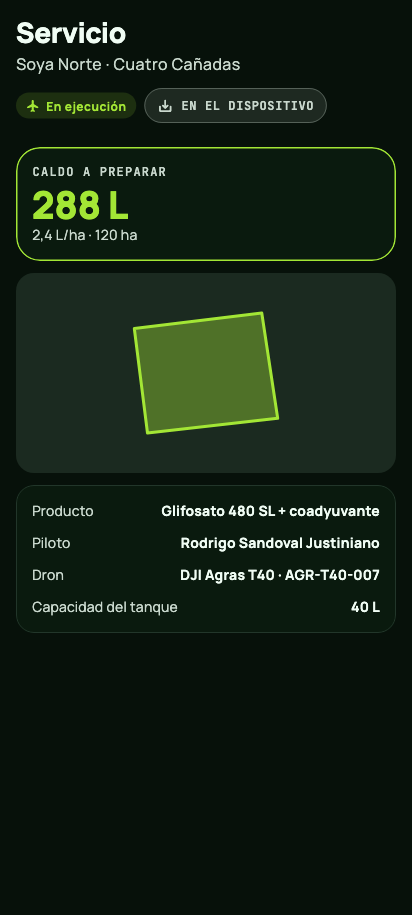 Servicio
Soya Norte · Cuatro Cañadas
En ejecución
EN EL DISPOSITIVO
CALDO A PREPARAR
288 L
2,4 L/ha · 120 ha
Producto Glifosato 480 SL + coadyuvante
Piloto Rodrigo Sandoval Justiniano
Dron DJI Agras T40 · AGR-T40-007
Capacidad del tanque 40 L